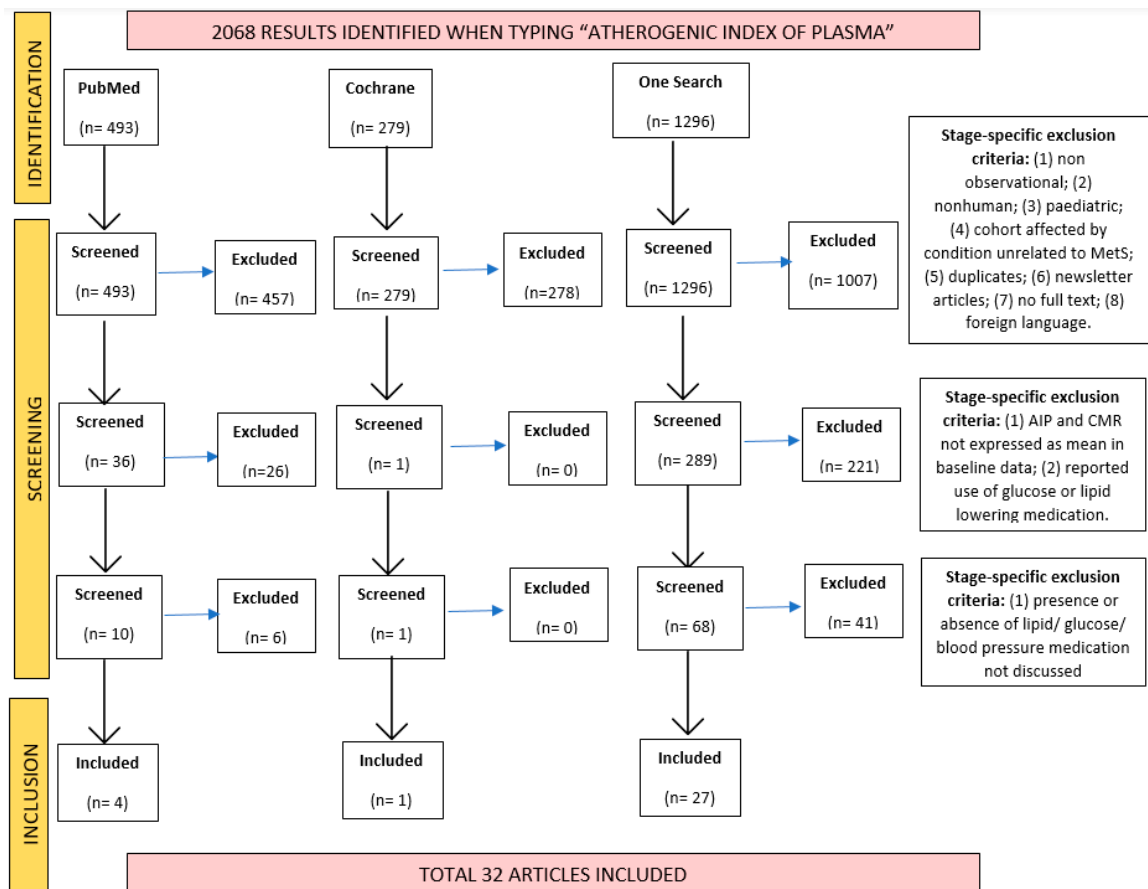 2068 RESULTS IDENTIFIED WHEN TYPING “ATHEROGENIC INDEX OF PLASMA”
IDENTIFICATION
PubMed
(n= 493)
Cochrane
(n= 279)
One Search
(n= 1296)
Stage-specific exclusion
criteria: (1) non
observational; (2)
nonhuman; (3) paediatric;
(4) cohort affected by
condition unrelated to MetS;
(5) duplicates; (6) newsletter
articles; (7) no full text; (8)
foreign language.
SCREENING
Screened
(n= 493)
Excluded
(n= 457)
Screened
(n= 279)
Excluded
(n=278)
Screened
(n= 1296)
Excluded
(n= 1007)
Screened
(n= 36)
Excluded
(n=26)
Screened
(n= 1)
Excluded
(n= 0)
Screened
(n= 289)
Excluded
(n= 221)
Stage-specific exclusion
criteria: (1) AIP and CMR
not expressed as mean in
baseline data; (2) reported
use of glucose or lipid
lowering medication.
Screened
(n= 10)
Excluded
(n= 6)
Screened
(n= 1)
Excluded
(n= 0)
Screened
(n= 68)
Excluded
(n= 41)
Stage-specific exclusion
criteria: (1) presence or
absence of lipid/ glucose/
blood pressure medication
not discussed
INCLUSION
Included
(n= 4)
Included
(n= 1)
Included
(n= 27)
TOTAL 32 ARTICLES INCLUDED